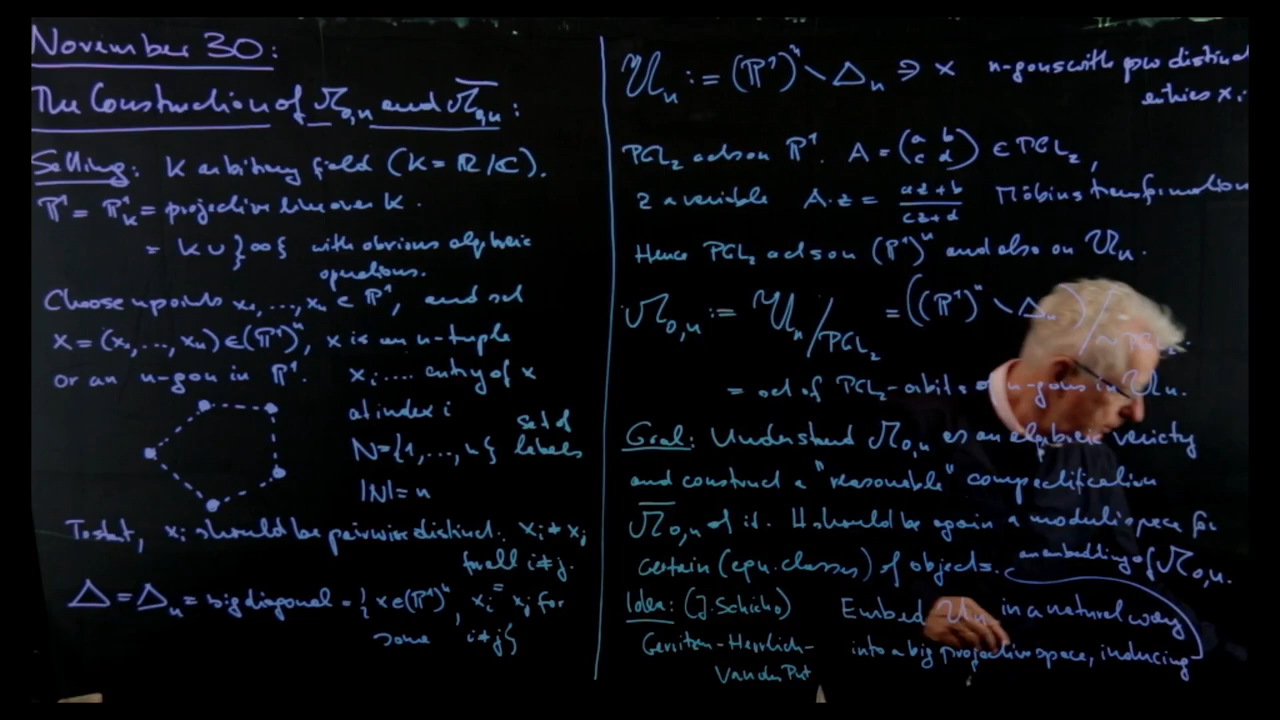 November 30:
The Construction of ℳ₀,ₙ and ℳ̅₀,ₙ:
Setting: K arbitrary field (K = ℝ/ℂ).
ℙ¹ = ℙ¹_K = projective line over K.
= K ∪ }∞{ with obvious algebraic
operations.
Choose n points x₁, ..., xₙ ∈ ℙ¹, and set
x = (x₁, ..., xₙ) ∈ (ℙ¹)ⁿ, x is an n-tuple
or an n-gon in ℙ¹. xᵢ .... entry of x
at index i
N = {1, ..., n} set of labels
|N| = n
To start, xᵢ should be pairwise distinct. xᵢ ≠ xⱼ
for all i ≠ j.
Δ = Δₙ = big diagonal = { x ∈ (ℙ¹)ⁿ, xᵢ = xⱼ for
some i ≠ j}
𝒰ₙ := (ℙ¹)ⁿ \ Δₙ ∋ x n-gons with pw distinct
entries xᵢ.
PGL₂ acts on ℙ¹. A = (a b c d) ∈ PGL₂,
z a variable A·z = (az+b)/(cz+d) Möbius transformation
Hence PGL₂ acts on (ℙ¹)ⁿ and also on 𝒰ₙ.
ℳ₀,ₙ := 𝒰ₙ/PGL₂ = ((ℙ¹)ⁿ \ Δₙ)/PGL₂.
= set of PGL₂-orbits of n-gons in 𝒰ₙ.
Goal: Understand ℳ₀,ₙ as an algebraic variety
and construct a "reasonable" compactification
ℳ̅₀,ₙ of it. It should be again a moduli space for
certain (equ. classes) of objects. an embedding of ℳ₀,ₙ.
Idea: (J. Schicho) Embed 𝒰ₙ in a natural way
Gerritzen-Herrlich- into a big projective space, inducing
Van der Put